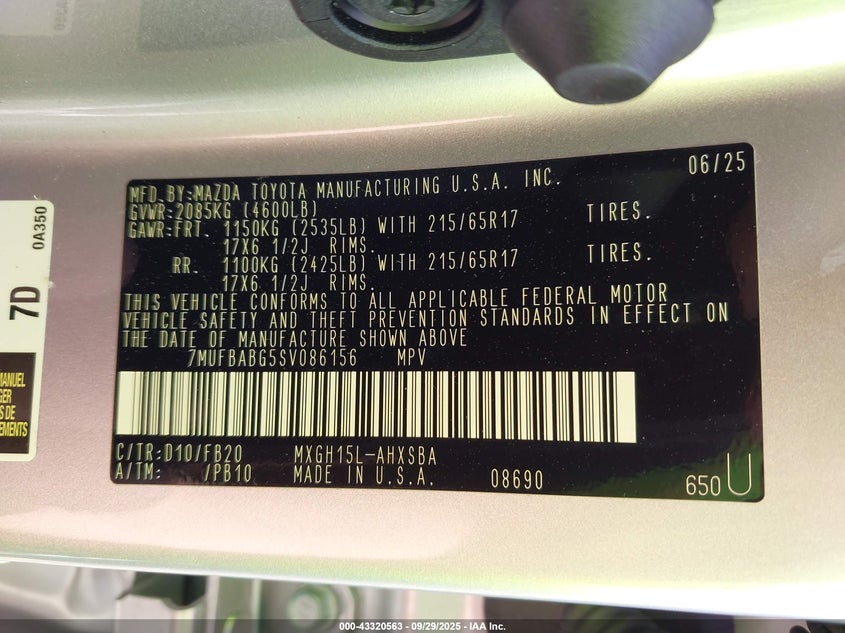 06/25
MFD.BY:MAZDA TOYOTA MANUFACTURING U.S.A. INC.
GVWR:2085KG (4600LB)
GAWR:FRT. 1150KG (2535LB) WITH 215/65R17 TIRES.
17X6 1/2J RIMS.
RR. 1100KG (2425LB) WITH 215/65R17 TIRES.
17X6 1/2J RIMS.
THIS VEHICLE CONFORMS TO ALL APPLICABLE FEDERAL MOTOR
VEHICLE SAFETY AND THEFT PREVENTION STANDARDS IN EFFECT ON
THE DATE OF MANUFACTURE SHOWN ABOVE
7MUFBABG5SV086156 MPV
C/TR:D10/FB20 MXGH15L-AHXSBA
A/TM: /PB10 MADE IN U.S.A. 08690
650 U
0A350
7D
MANUEL
DE
000-43320563 - 09/29/2025 - IAA Inc.